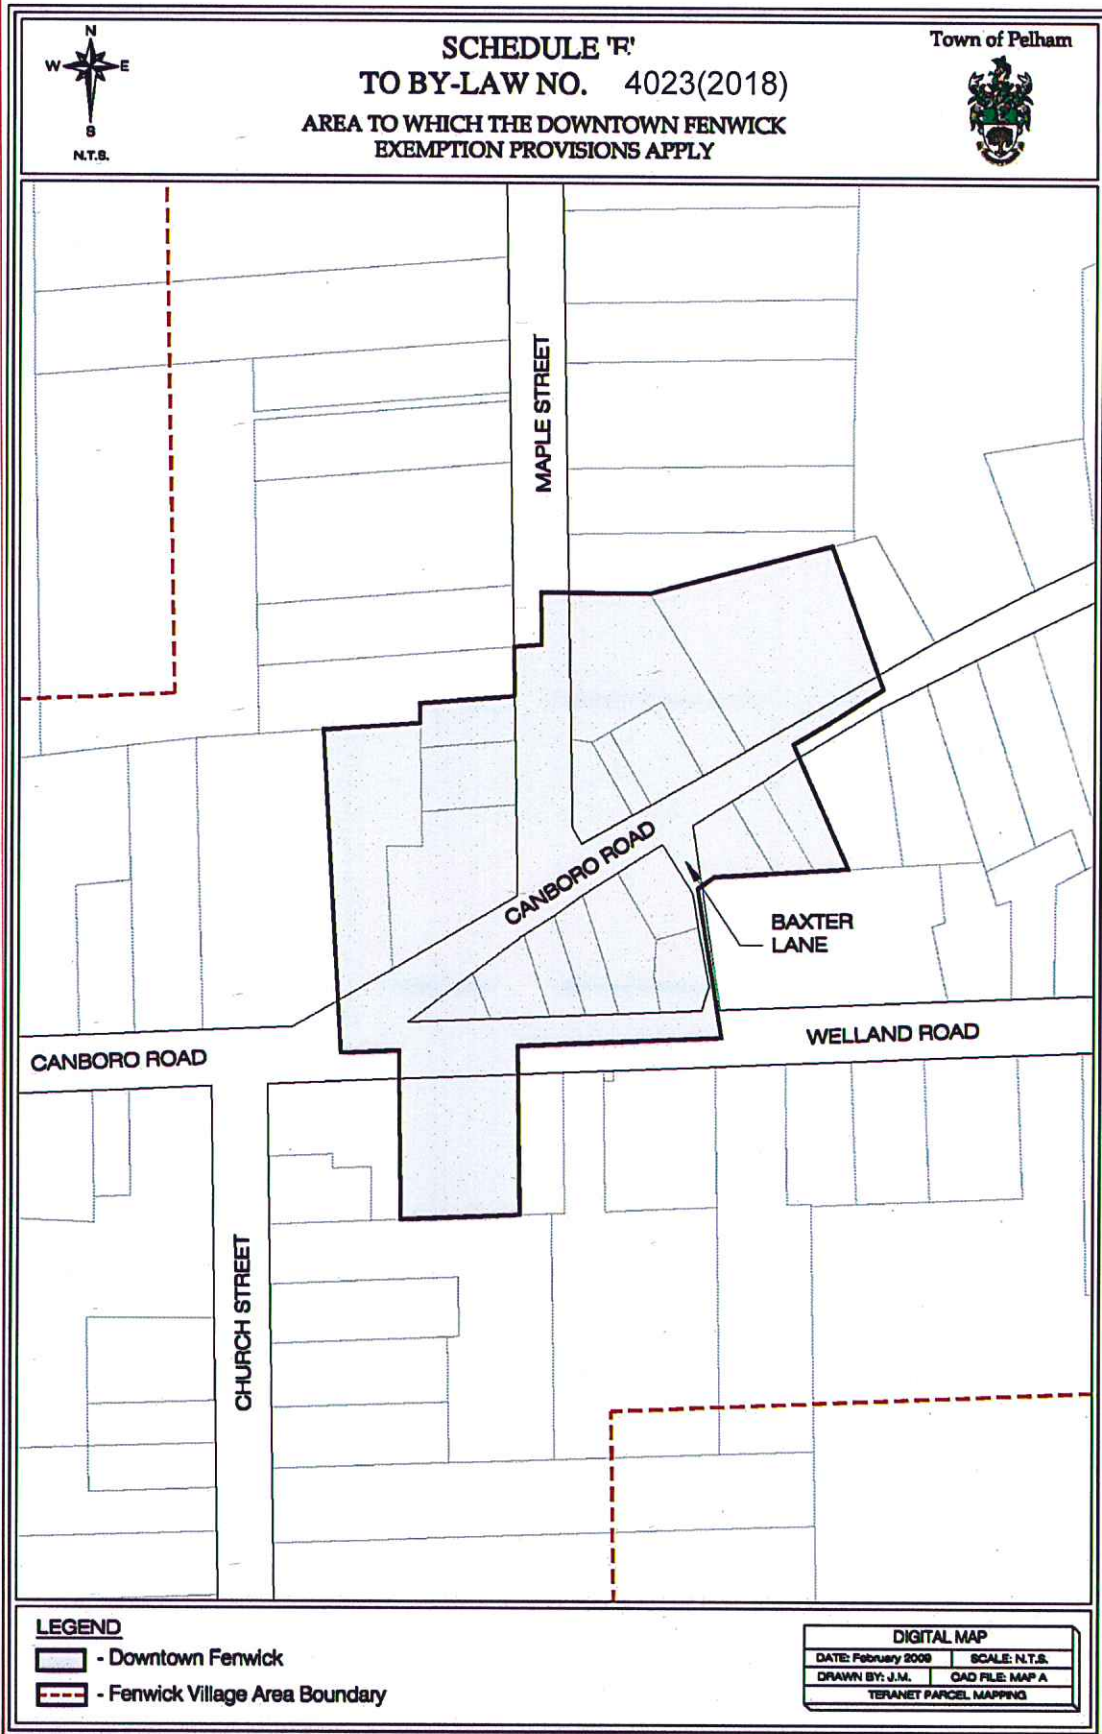 N
W E
S
N.T.S.
SCHEDULE 'F'
TO BY-LAW NO. 4023(2018)
AREA TO WHICH THE DOWNTOWN FENWICK
EXEMPTION PROVISIONS APPLY
Town of Pelham
MAPLE STREET
CANBORO ROAD
BAXTER
LANE
WELLAND ROAD
CANBORO ROAD
CHURCH STREET
LEGEND
- Downtown Fenwick
- Fenwick Village Area Boundary
DIGITAL MAP
DATE: February 2009 SCALE: N.T.S.
DRAWN BY: J.M. CAD FILE: MAP A
TERANET PARCEL MAPPING